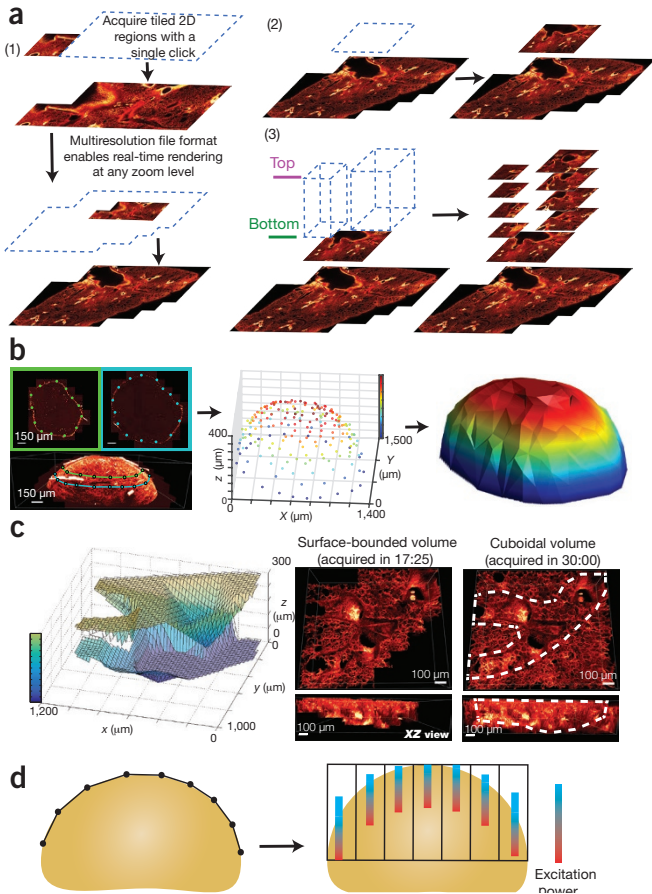 a
(1)
Acquire tiled 2D
regions with a
single click
Multiresolution file format
enables real-time rendering
at any zoom level
(2)
(3)
Top
Bottom
b
150 µm
150 µm
400
z
(µm)
0
0
X
(µm)
1,400
0
Y
(µm)
1,500
c
300
z
(µm)
0
0
y (µm)
1,000
0
x (µm)
1,200
Surface-bounded volume
(acquired in 17:25)
100 µm
100 µm
XZ view
Cuboidal volume
(acquired in 30:00)
100 µm
100 µm
d
Excitation
power